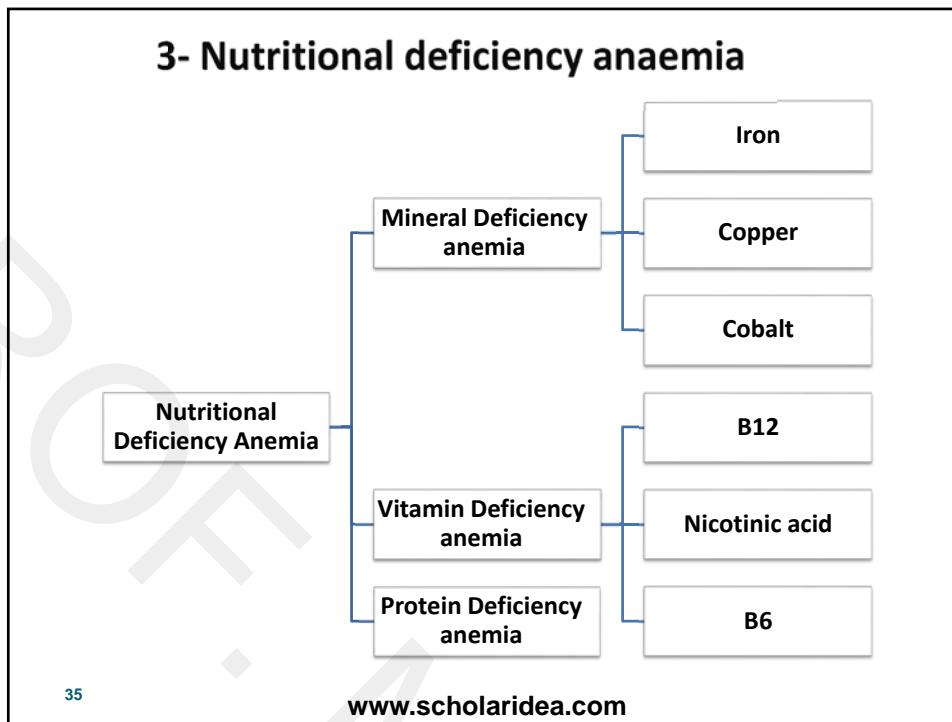 3- Nutritional deficiency anaemia
Iron
Mineral Deficiency
anemia
Copper
Cobalt
Nutritional
Deficiency Anemia
B12
Vitamin Deficiency
anemia
Nicotinic acid
Protein Deficiency
anemia
B6
35
www.scholaridea.com
PROF.